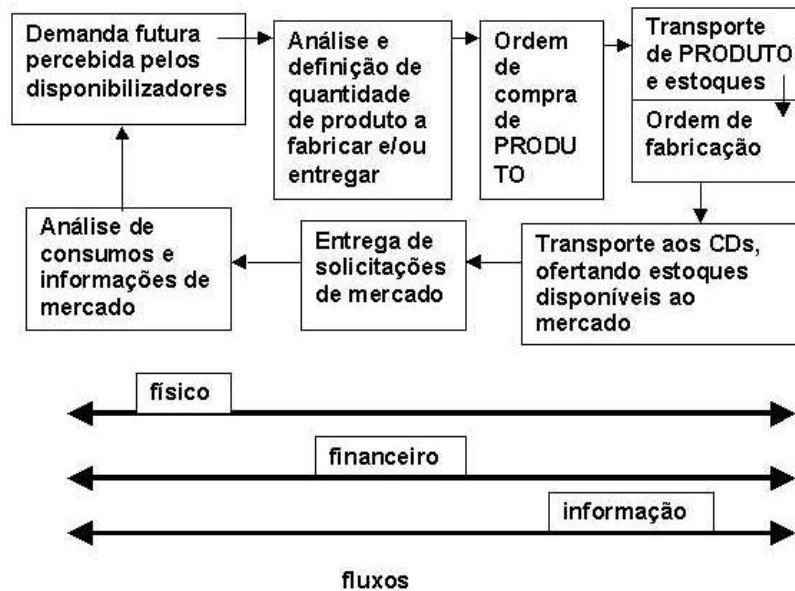 Demanda futura
percebida pelos
disponibilizadores
Análise e
definição de
quantidade
de produto a
fabricar e/ou
entregar
Ordem
de
compra
de
PRODU
TO
Transporte
de PRODUTO
e estoques
Ordem de
fabricação
Transporte aos CDs,
ofertando estoques
disponíveis ao
mercado
Entrega de
solicitações
de mercado
Análise de
consumos e
informações de
mercado
físico
financeiro
informação
fluxos